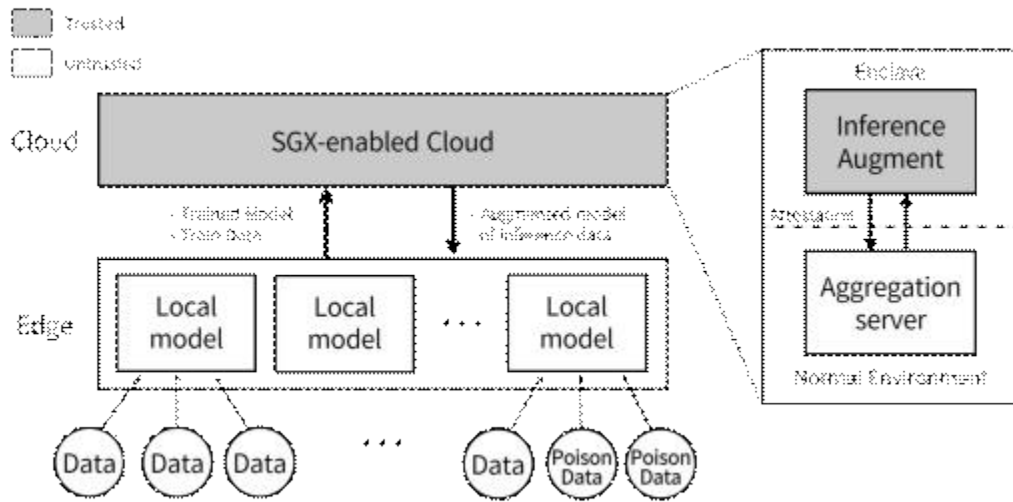 Trusted
Untrusted
Cloud
SGX-enabled Cloud
- Trained Model
- Train Data
- Augmented model
of inference data
Enclave
Inference
Augment
Attestation
Aggregation
server
Normal Environment
Edge
Local
model
Local
model
...
Local
model
Data
Data
Data
...
Data
Poison
Data
Poison
Data